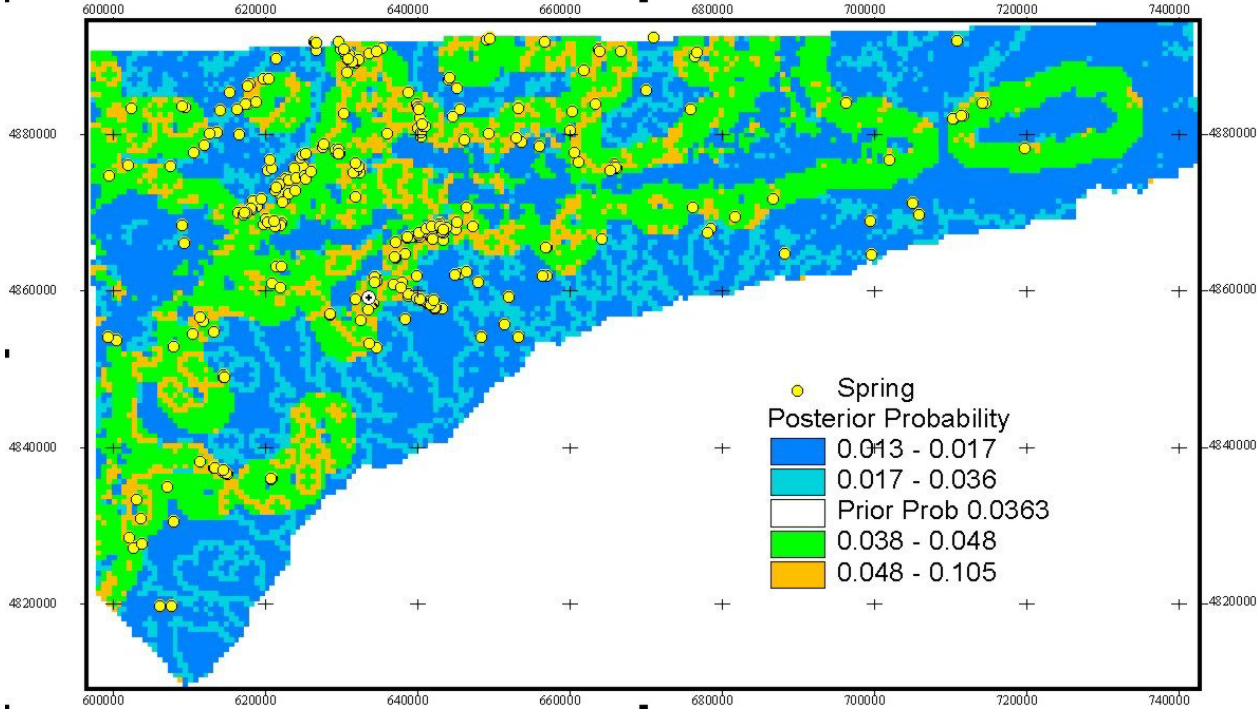 600000 620000 640000 660000 680000 700000 720000 740000
4880000 4880000
4860000 4860000
4840000 4840000
4820000 4820000
Spring
Posterior Probability
0.013 - 0.017
0.017 - 0.036
Prior Prob 0.0363
0.038 - 0.048
0.048 - 0.105
600000 620000 640000 660000 680000 700000 720000 740000